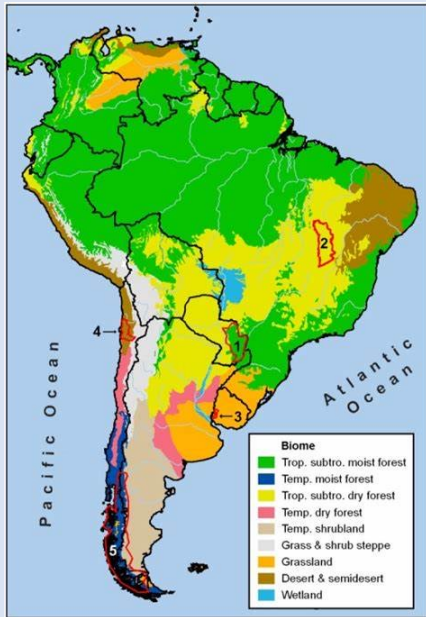 2
4
1
3
5
Pacific Ocean
Atlantic
Ocean
Biome
Trop. subtro. moist forest
Temp. moist forest
Trop. subtro. dry forest
Temp. dry forest
Temp. shrubland
Grass & shrub steppe
Grassland
Desert & semidesert
Wetland